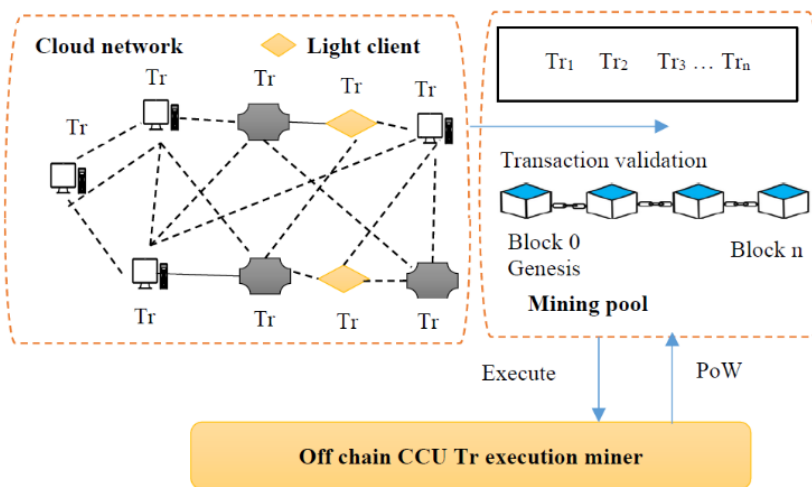 Cloud network
Light client
Tr
Tr
Tr
Tr
Tr
Tr
Tr
Tr
Tr
Tr₁ Tr₂ Tr₃ … Trₙ
Transaction validation
Block 0
Genesis
Block n
Mining pool
Execute
PoW
Off chain CCU Tr execution miner